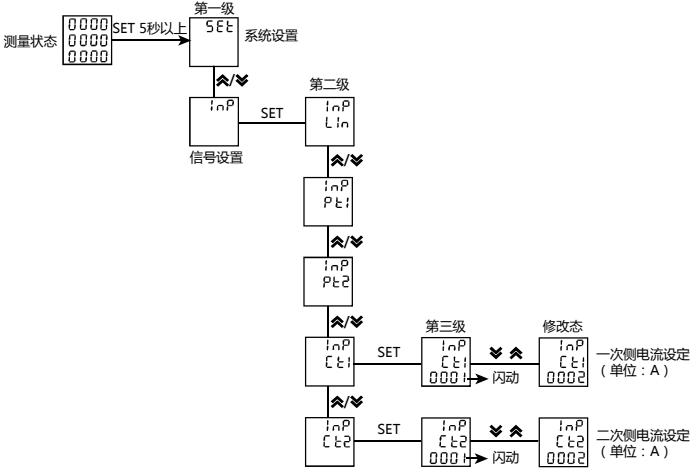 第一级
测量状态
0000
0000
0000
SET 5秒以上
SEt
系统设置
InP
信号设置
SET
第二级
InP
LIn
InP
Pt1
InP
Pt2
InP
Ct1
SET
第三级
InP
Ct1
0001
闪动
修改态
InP
Ct1
0002
一次侧电流设定
(单位:A)
InP
Ct2
SET
InP
Ct2
0001
闪动
InP
Ct2
0002
二次侧电流设定
(单位:A)